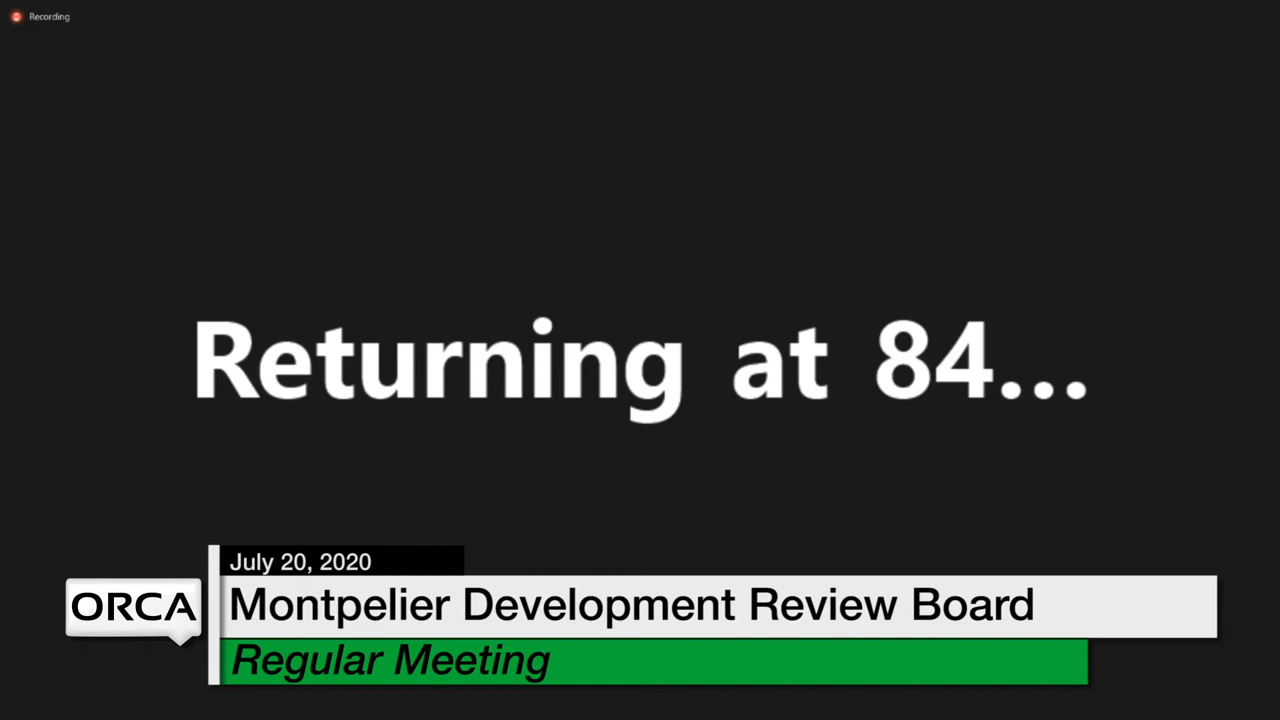 Recording
Returning at 84...
July 20, 2020
ORCA
Montpelier Development Review Board
Regular Meeting